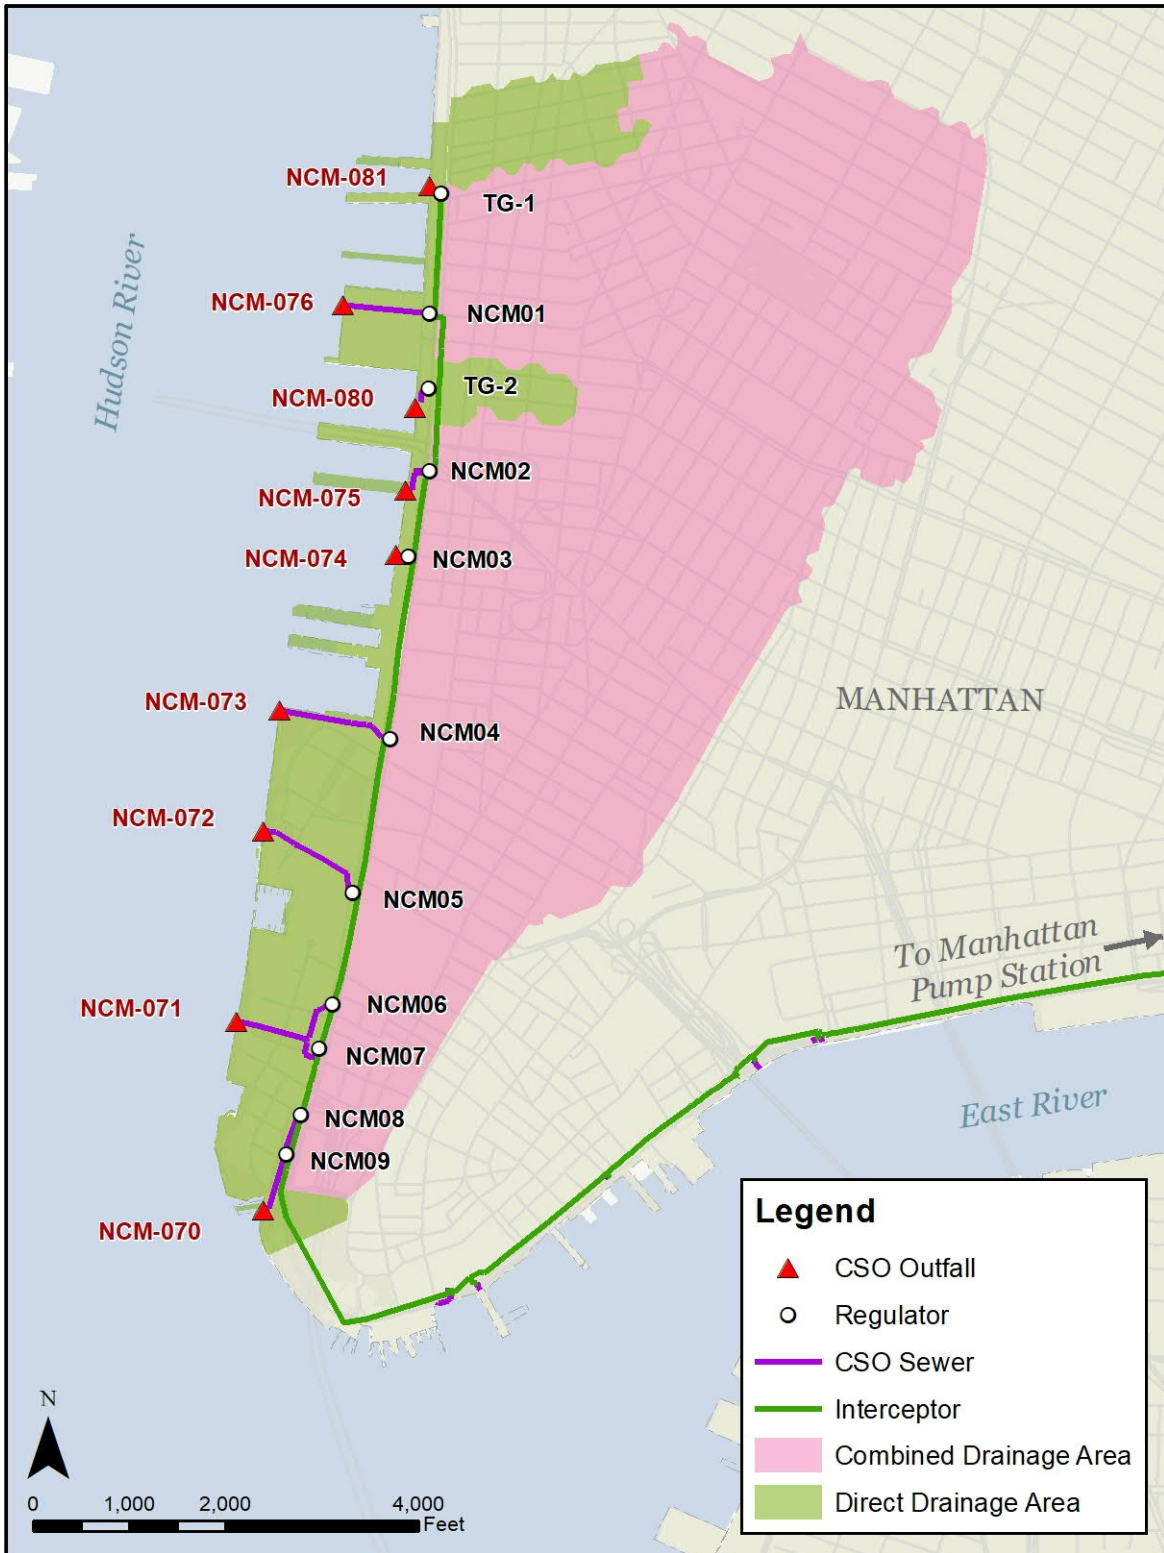 NCM-081
TG-1
Hudson River
NCM-076
NCM01
TG-2
NCM-080
NCM02
NCM-075
NCM-074
NCM03
NCM-073
NCM04
MANHATTAN
NCM-072
NCM05
To Manhattan
Pump Station
NCM-071
NCM06
NCM07
East River
NCM08
NCM09
NCM-070
Legend
CSO Outfall
Regulator
CSO Sewer
Interceptor
Combined Drainage Area
Direct Drainage Area
N
0 1,000 2,000 4,000
Feet